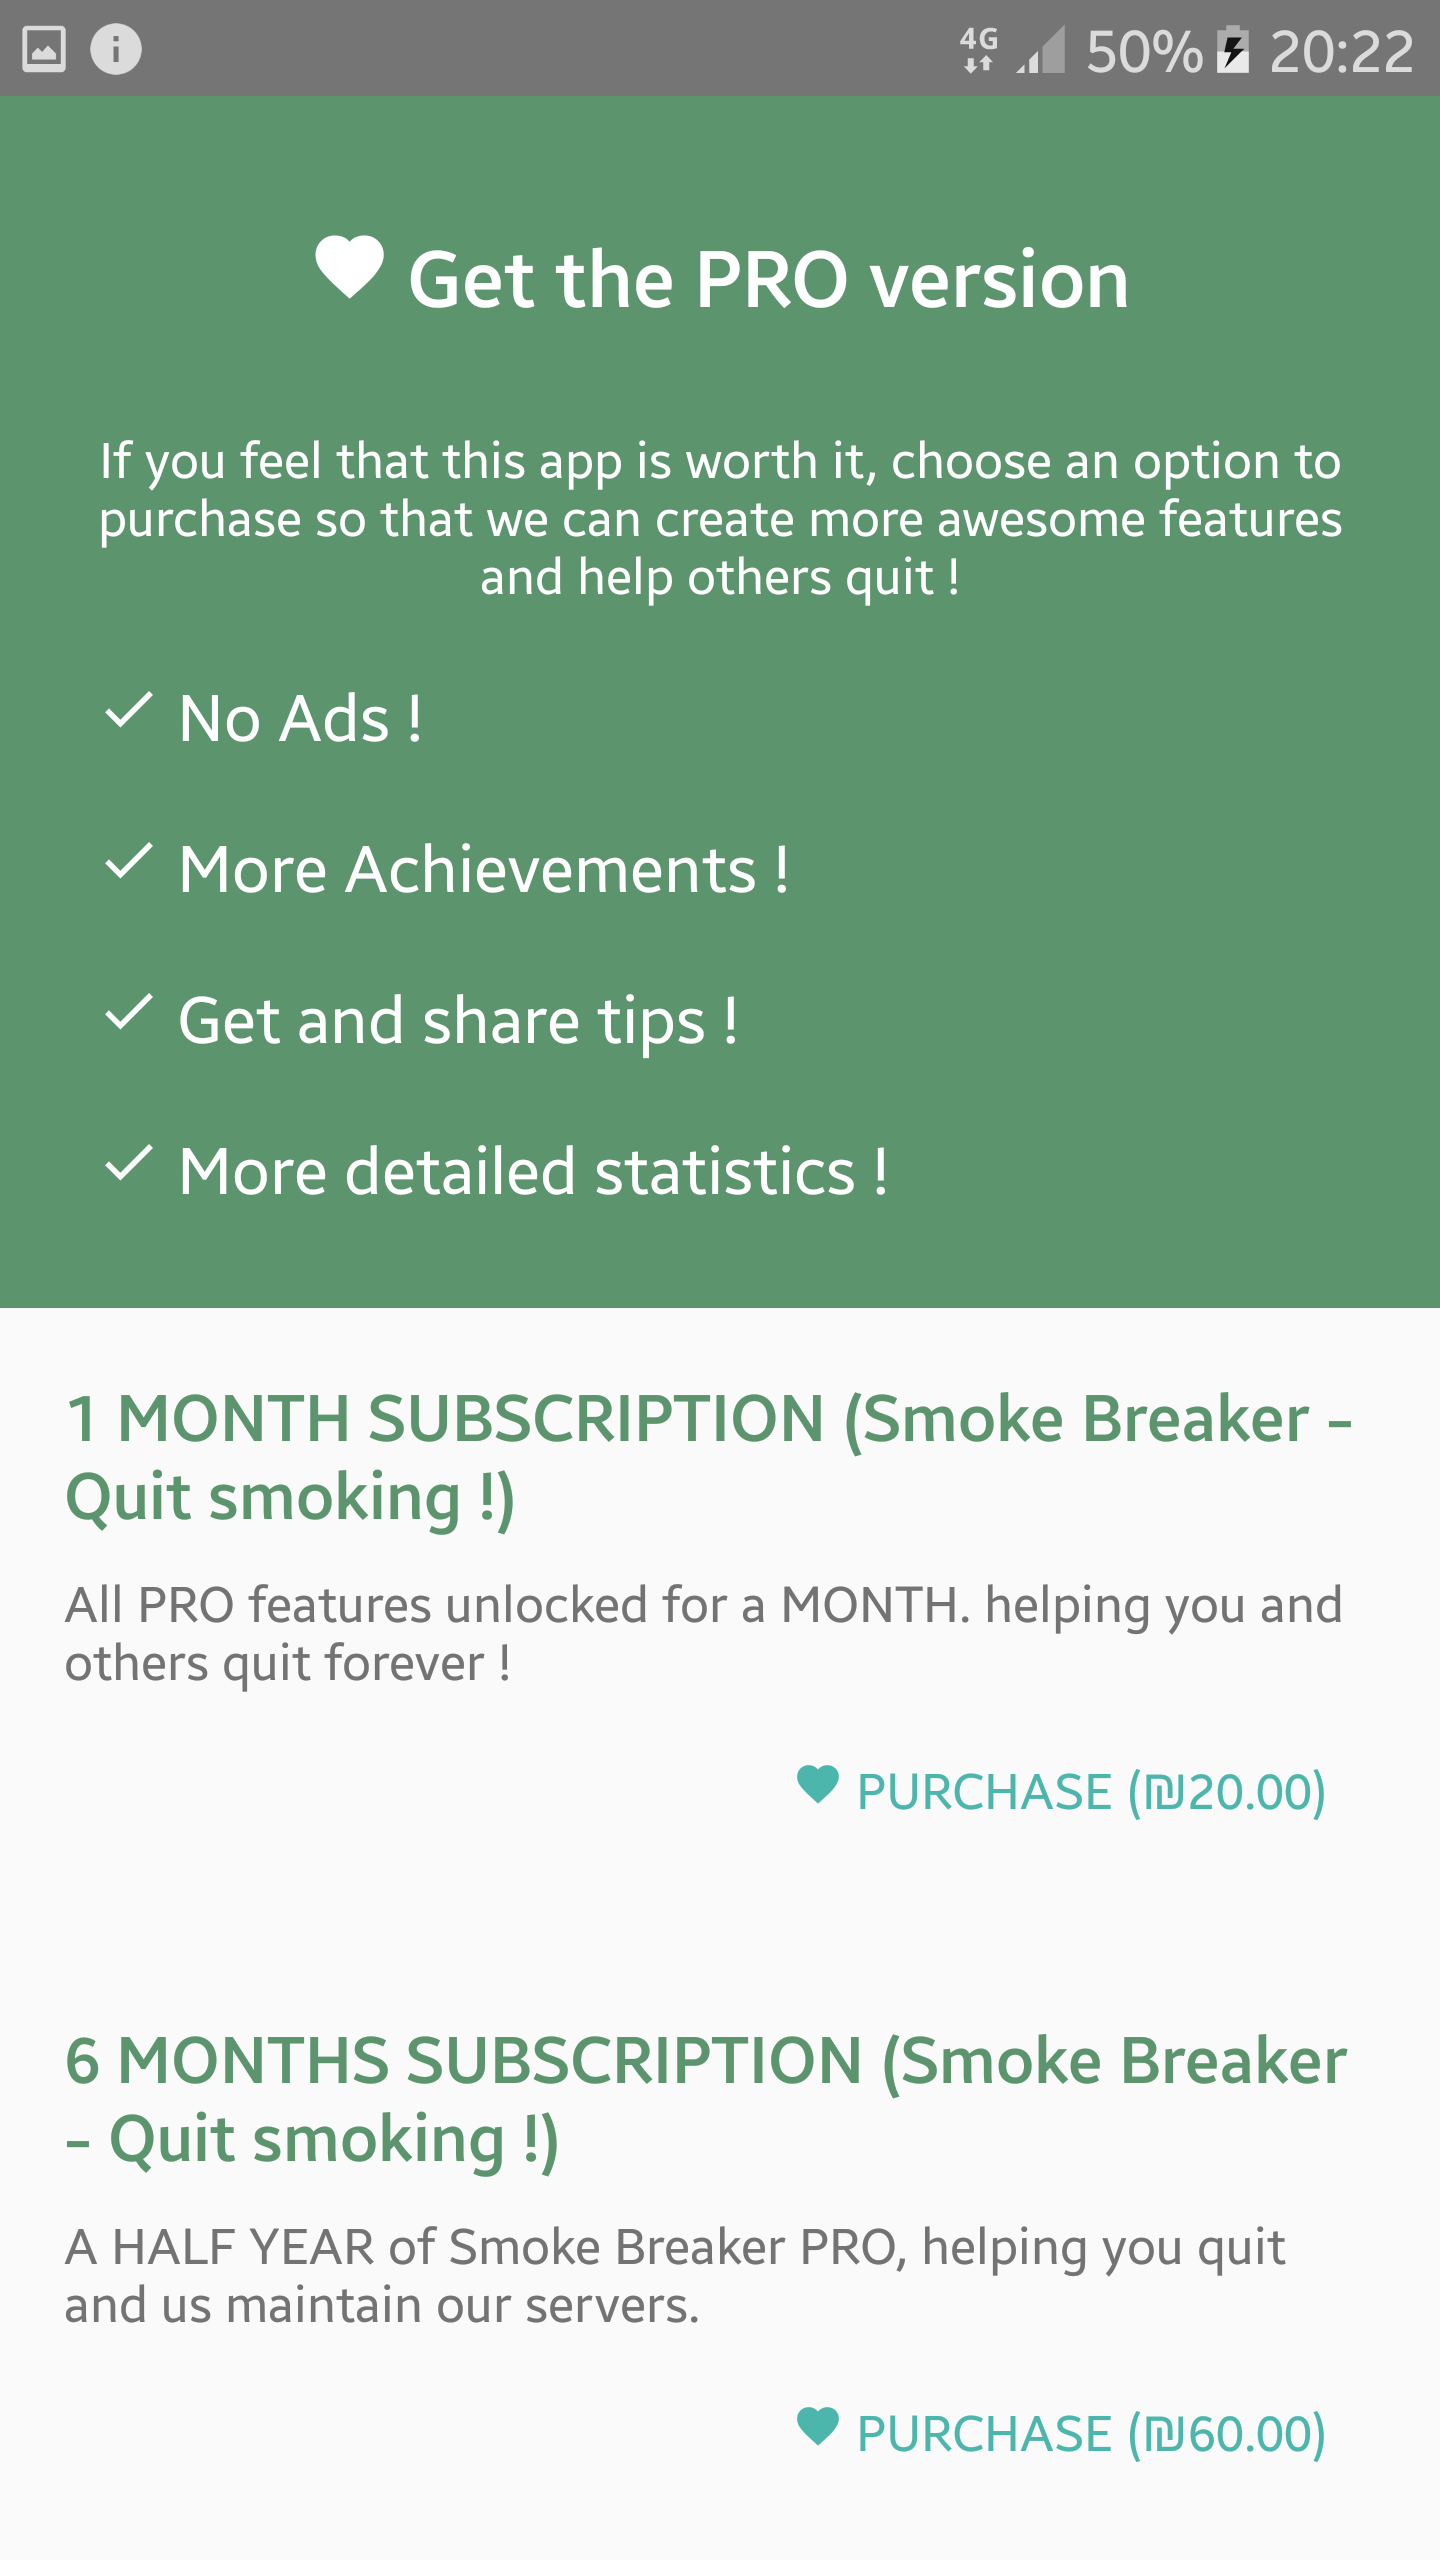 4G 50% 20:22
Get the PRO version
If you feel that this app is worth it, choose an option to
purchase so that we can create more awesome features
and help others quit !
No Ads !
More Achievements !
Get and share tips !
More detailed statistics !
1 MONTH SUBSCRIPTION (Smoke Breaker -
Quit smoking !)
All PRO features unlocked for a MONTH. helping you and
others quit forever !
PURCHASE (₪20.00)
6 MONTHS SUBSCRIPTION (Smoke Breaker
- Quit smoking !)
A HALF YEAR of Smoke Breaker PRO, helping you quit
and us maintain our servers.
PURCHASE (₪60.00)